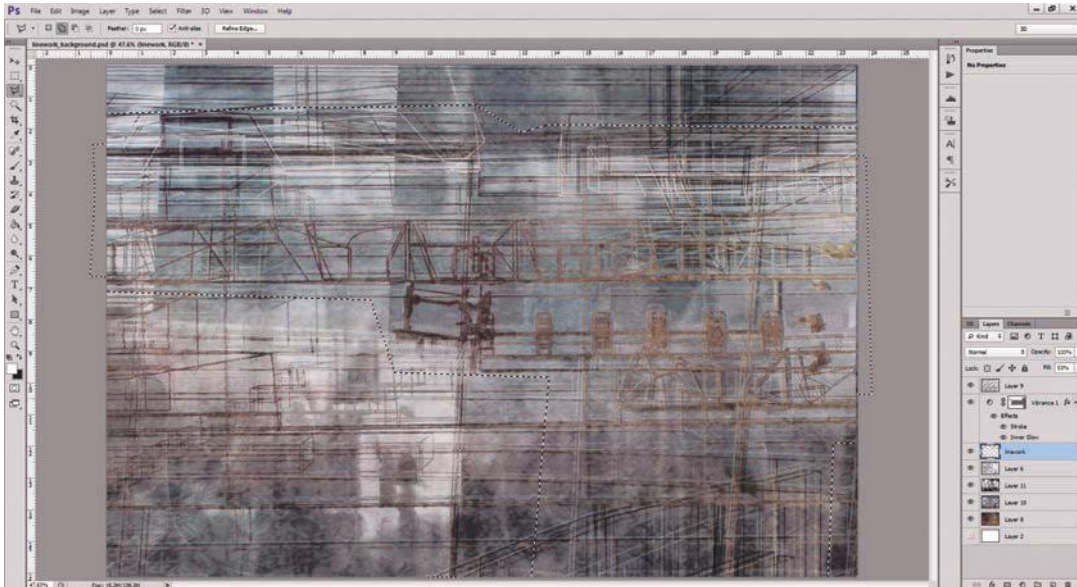 Ps File Edit Image Layer Type Select Filter 3D View Window Help
Feather: 0 px Anti-alias Refine Edge... 3D
linework_background.psd @ 47.6% (linework, RGB/8) * ×
Properties
No Properties
3D Layers Channels
Kind
Normal Opacity: 100%
Lock: Fill: 53%
Layer 9
Vibrance 1 fx
Effects
Stroke
Inner Glow
linework
Layer 6
Layer 11
Layer 10
Layer 8
Layer 2